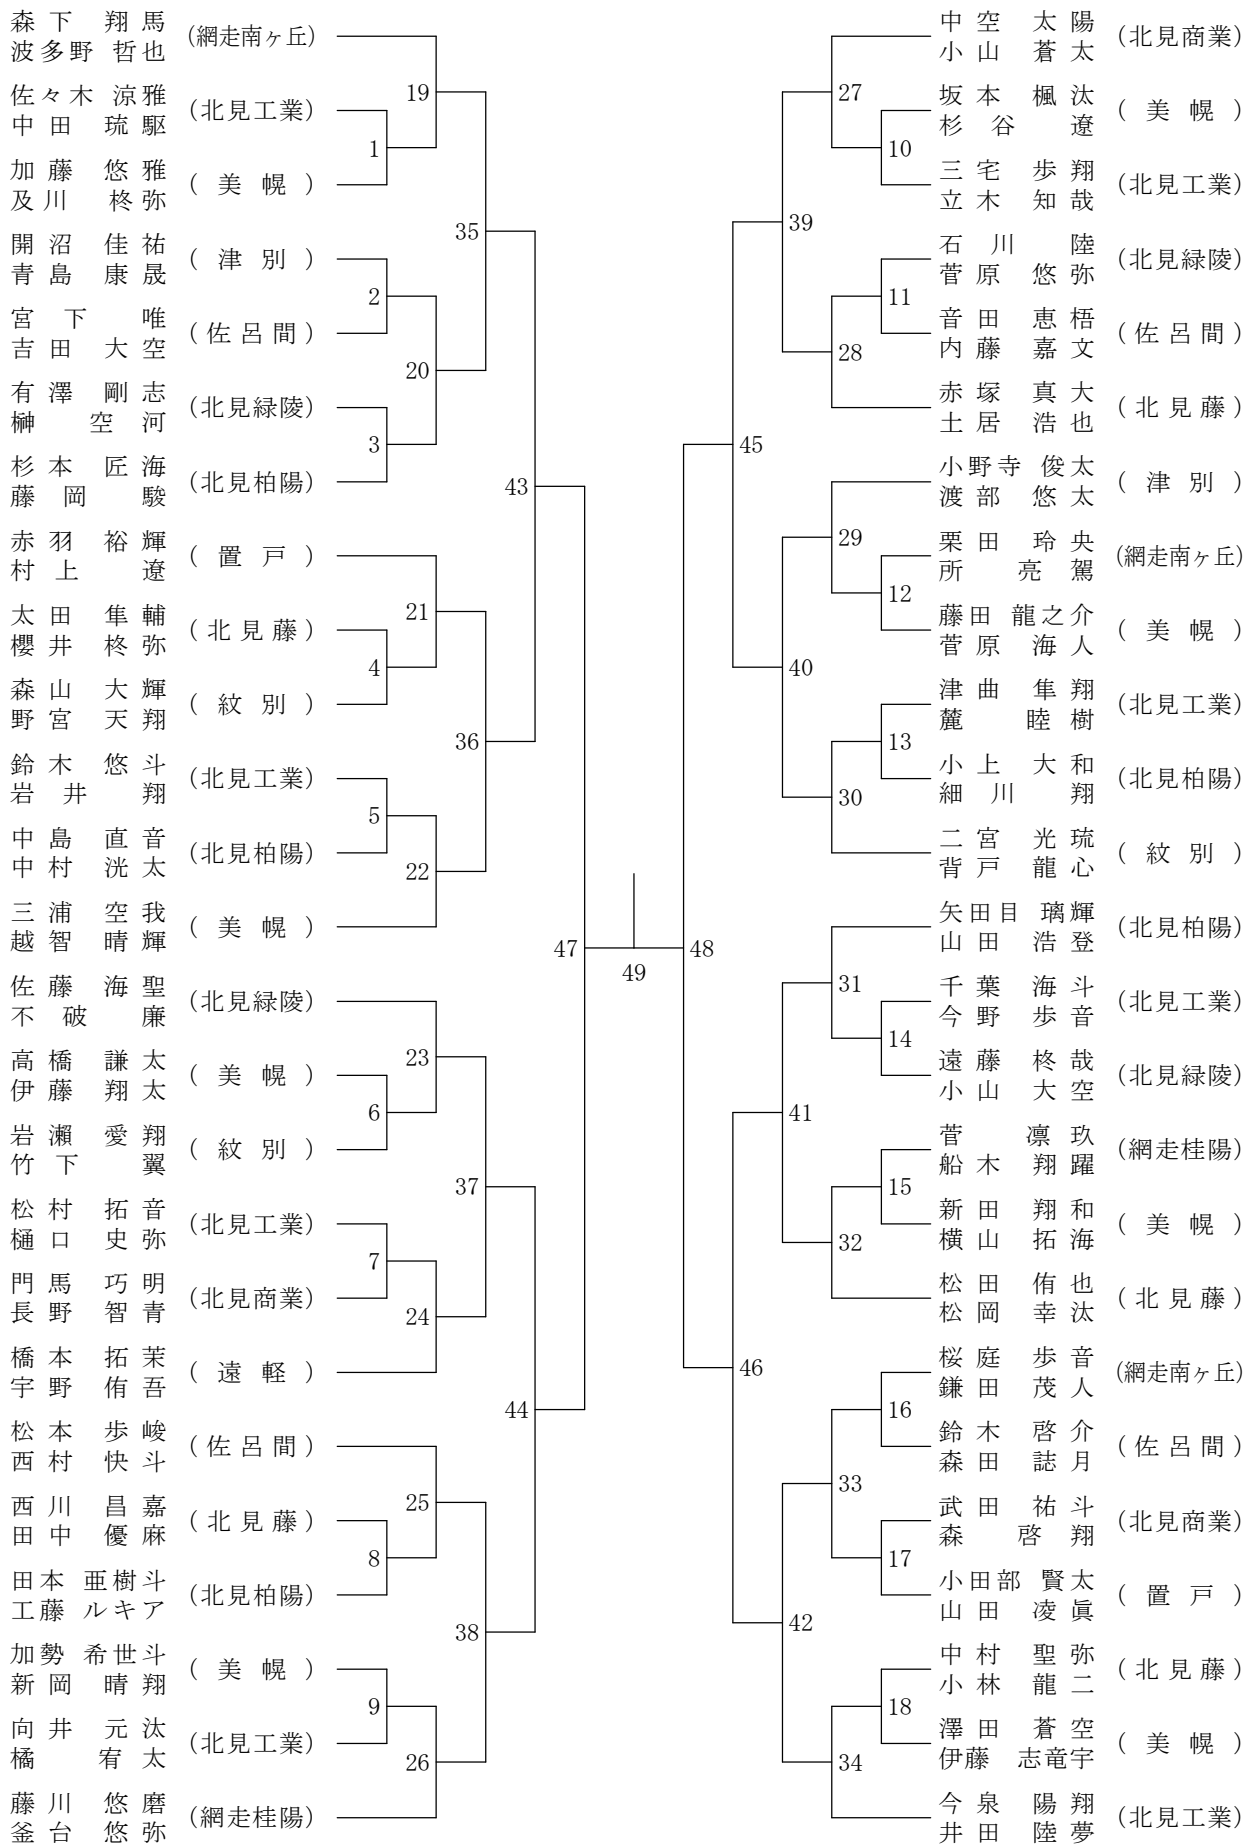 森下 翔馬
波多野 哲也 (網走南ヶ丘)
佐々木 涼雅
中田 琉駆 (北見工業)
加藤 悠雅
及川 柊弥 (美幌)
開沼 佳祐
青島 康晟 (津別)
宮下 唯
吉田 大空 (佐呂間)
有澤 剛志
榊 空河 (北見緑陵)
杉本 匠海
藤岡 駿 (北見柏陽)
赤羽 裕輝
村上 遼 (置戸)
太田 隼輔
櫻井 柊弥 (北見藤)
森山 大輝
野宮 天翔 (紋別)
鈴木 悠斗
岩井 翔 (北見工業)
中島 直音
中村 洸太 (北見柏陽)
三浦 空我
越智 晴輝 (美幌)
佐藤 海聖
不破 廉 (北見緑陵)
高橋 謙太
伊藤 翔太 (美幌)
岩瀬 愛翔
竹下 翼 (紋別)
松村 拓音
樋口 史弥 (北見工業)
門馬 巧明
長野 智青 (北見商業)
橋本 拓茉
宇野 侑吾 (遠軽)
松本 歩峻
西村 快斗 (佐呂間)
西川 昌嘉
田中 優麻 (北見藤)
田本 亜樹斗
工藤 ルキア (北見柏陽)
加勢 希世斗
新岡 晴翔 (美幌)
向井 元汰
橘 宥太 (北見工業)
藤川 悠磨
釜台 悠弥 (網走桂陽)
1
2
3
4
5
6
7
8
9
19
20
21
22
23
24
25
26
35
36
37
38
43
44
47
49
48
45
46
39
40
41
42
27
28
29
30
31
32
33
34
10
11
12
13
14
15
16
17
18
中空 太陽
小山 蒼太 (北見商業)
坂本 楓汰
杉谷 遼 (美幌)
三宅 歩翔
立木 知哉 (北見工業)
石川 陸
菅原 悠弥 (北見緑陵)
音田 恵梧
内藤 嘉文 (佐呂間)
赤塚 真大
土居 浩也 (北見藤)
小野寺 俊太
渡部 悠太 (津別)
栗田 玲央
所 亮駕 (網走南ヶ丘)
藤田 龍之介
菅原 海人 (美幌)
津曲 隼翔
麓 睦樹 (北見工業)
小上 大和
細川 翔 (北見柏陽)
二宮 光琉
背戸 龍心 (紋別)
矢田目 璃輝
山田 浩登 (北見柏陽)
千葉 海斗
今野 歩音 (北見工業)
遠藤 柊哉
小山 大空 (北見緑陵)
菅 凛玖
船木 翔躍 (網走桂陽)
新田 翔和
横山 拓海 (美幌)
松田 侑也
松岡 幸汰 (北見藤)
桜庭 歩音
鎌田 茂人 (網走南ヶ丘)
鈴木 啓介
森田 誌月 (佐呂間)
武田 祐斗
森 啓翔 (北見商業)
小田部 賢太
山田 凌眞 (置戸)
中村 聖弥
小林 龍二 (北見藤)
澤田 蒼空
伊藤 志竜宇 (美幌)
今泉 陽翔
井田 陸夢 (北見工業)